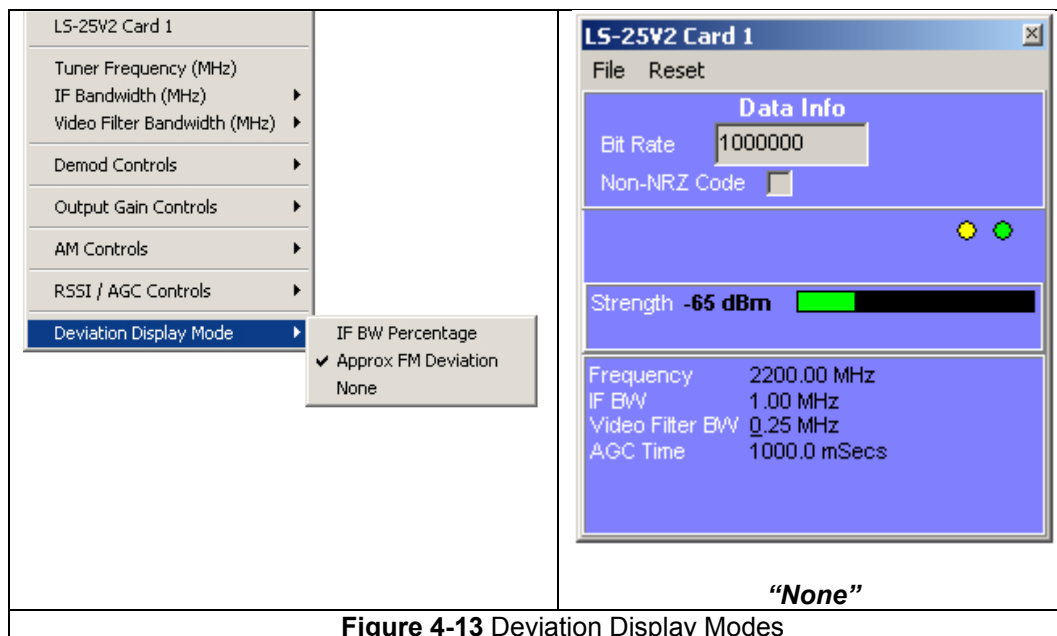 LS-25V2 Card 1
Tuner Frequency (MHz)
IF Bandwidth (MHz)
Video Filter Bandwidth (MHz)
Demod Controls
Output Gain Controls
AM Controls
RSSI / AGC Controls
Deviation Display Mode
IF BW Percentage
Approx FM Deviation
None
LS-25V2 Card 1
File Reset
Data Info
Bit Rate 1000000
Non-NRZ Code
Strength -65 dBm
Frequency 2200.00 MHz
IF BW 1.00 MHz
Video Filter BW 0.25 MHz
AGC Time 1000.0 mSecs
“None”
Figure 4-13 Deviation Display Modes